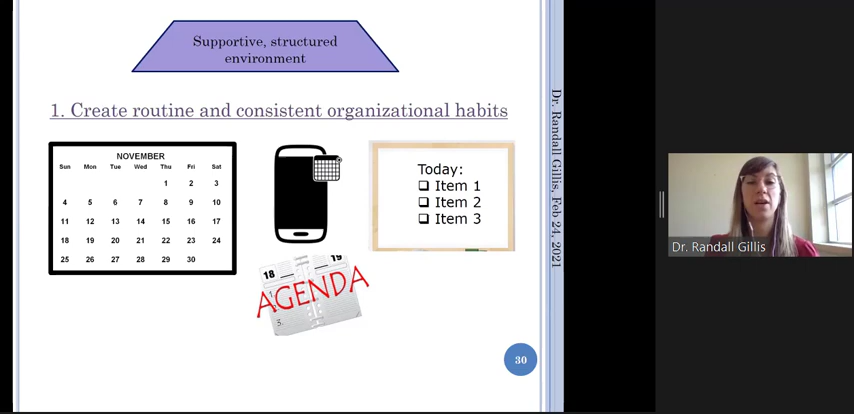 Supportive, structured
environment
1. Create routine and consistent organizational habits
NOVEMBER
Sun Mon Tue Wed Thu Fri Sat
1 2 3
4 5 6 7 8 9 10
11 12 13 14 15 16 17
18 19 20 21 22 23 24
25 26 27 28 29 30
Today:
❑ Item 1
❑ Item 2
❑ Item 3
18 19
AGENDA
1.
5.
30
Dr. Randall Gillis, Feb 24, 2021
Dr. Randall Gillis